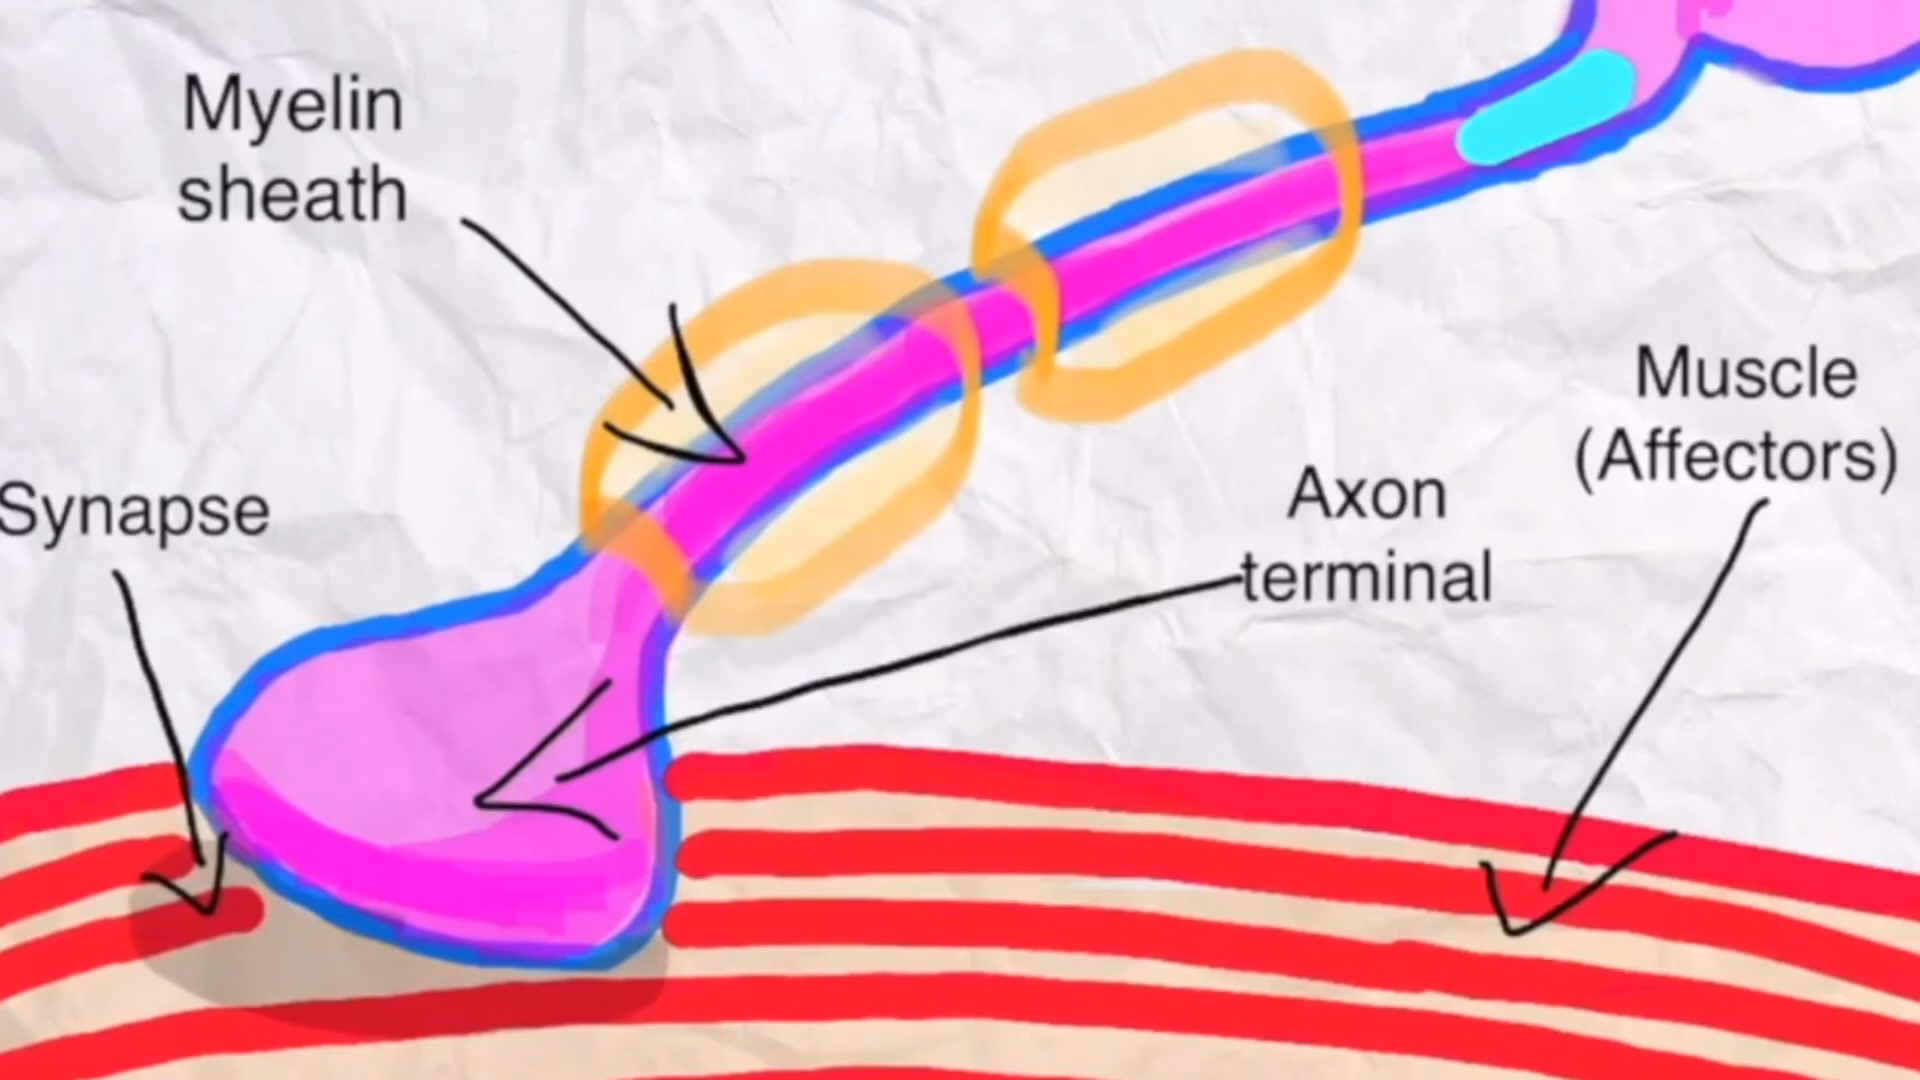 Myelin
sheath
Synapse
Axon
terminal
Muscle
(Affectors)